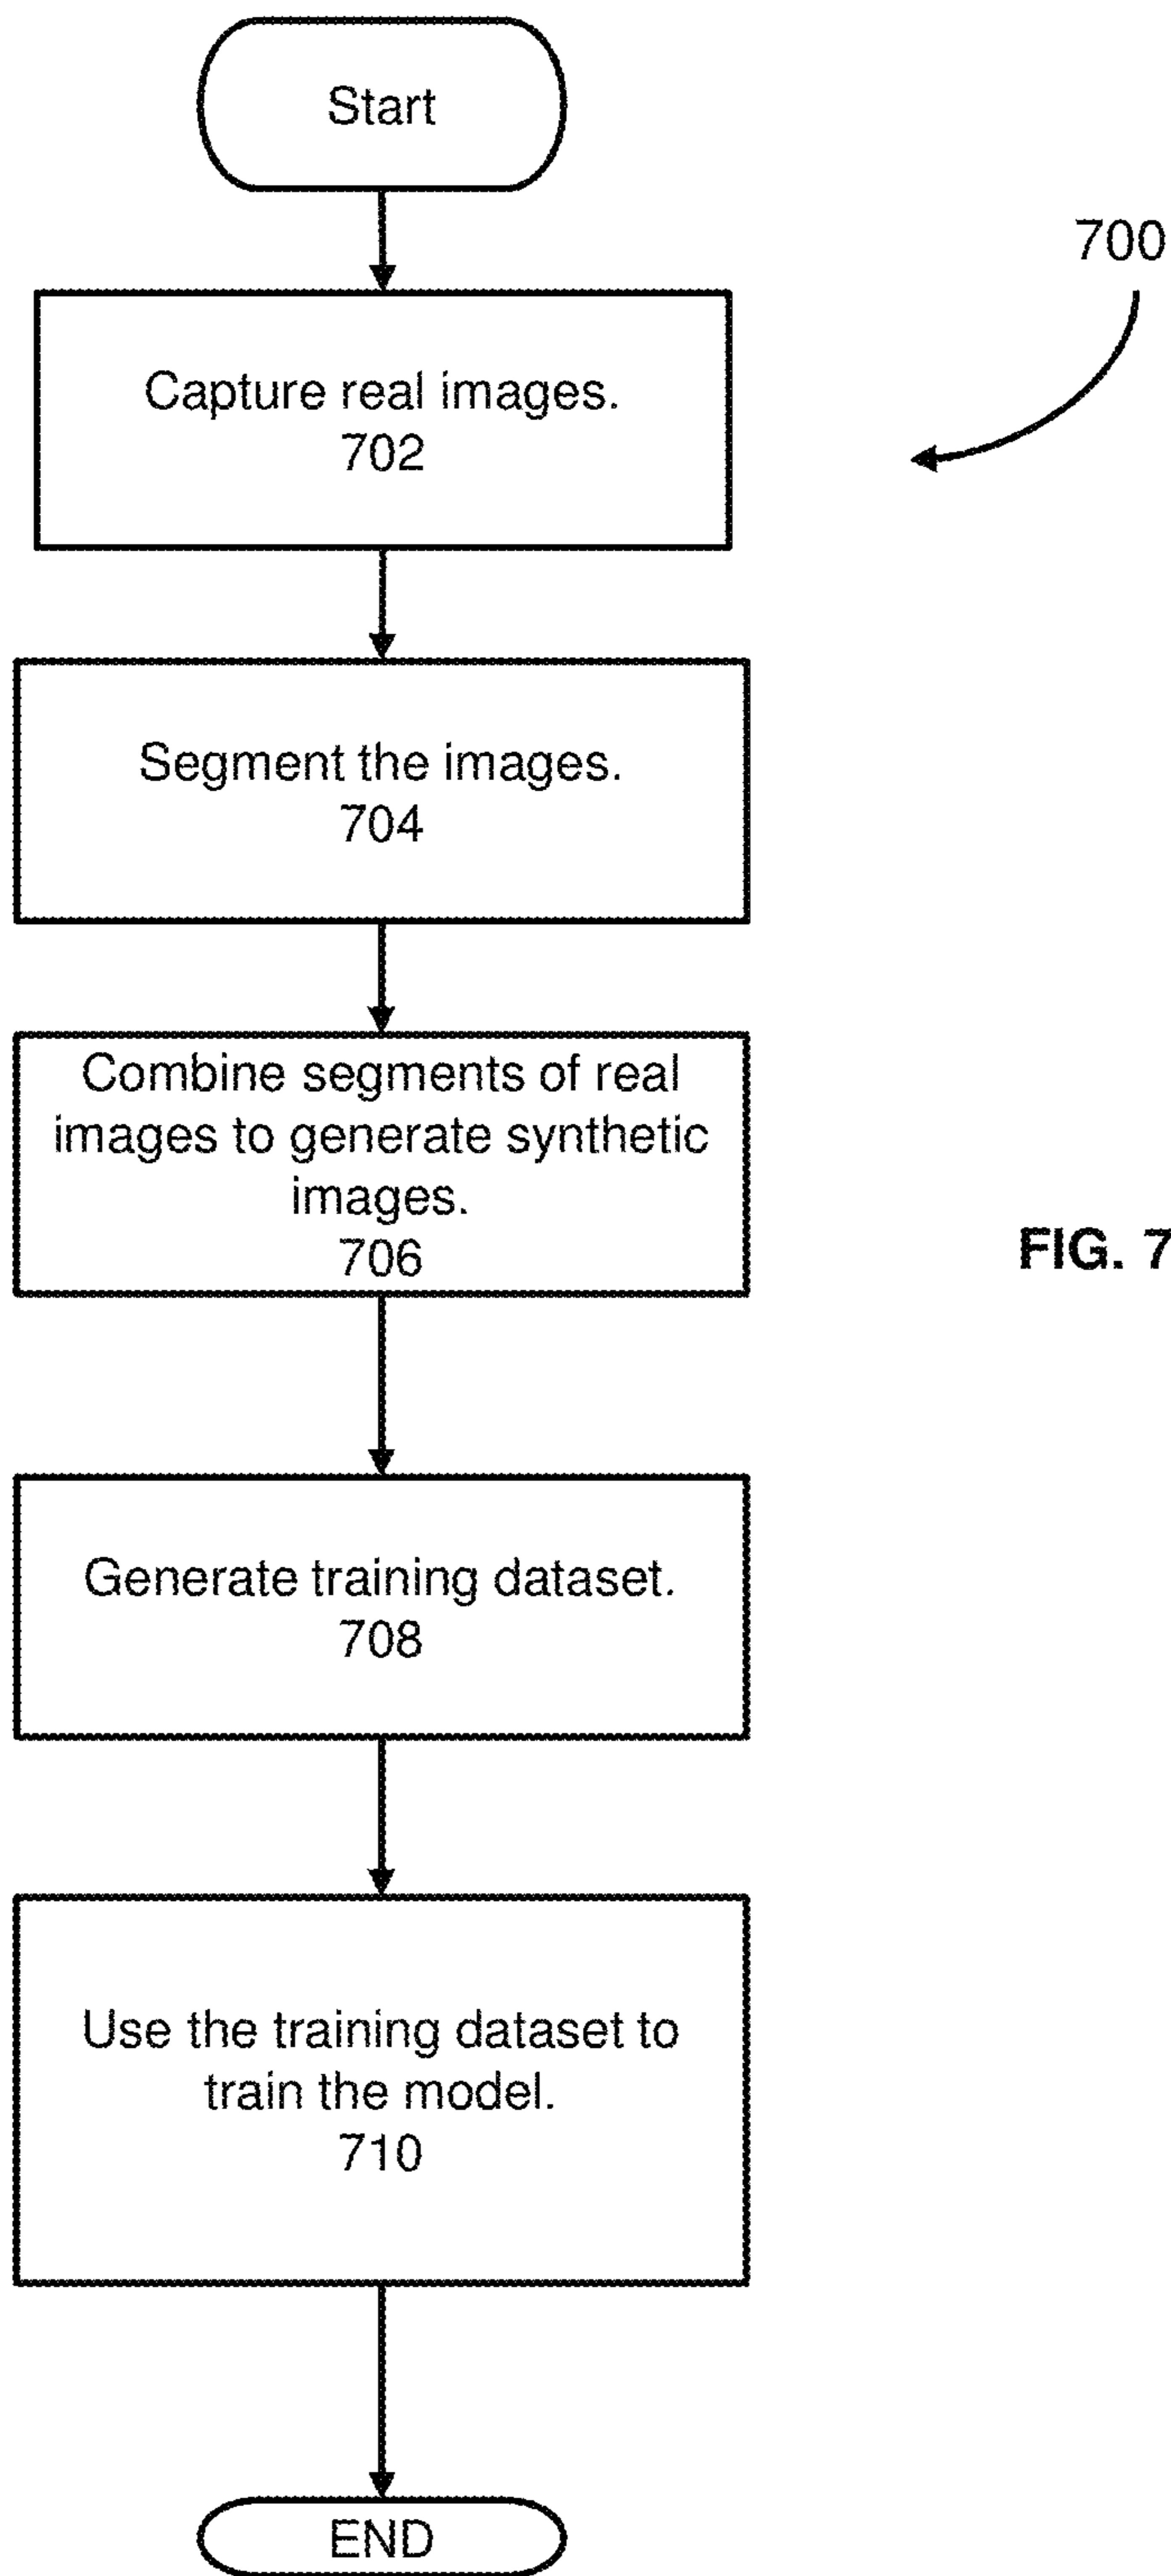 Start
700
Capture real images.
702
Segment the images.
704
Combine segments of real
images to generate synthetic
images.
706
FIG. 7
Generate training dataset.
708
Use the training dataset to
train the model.
710
END